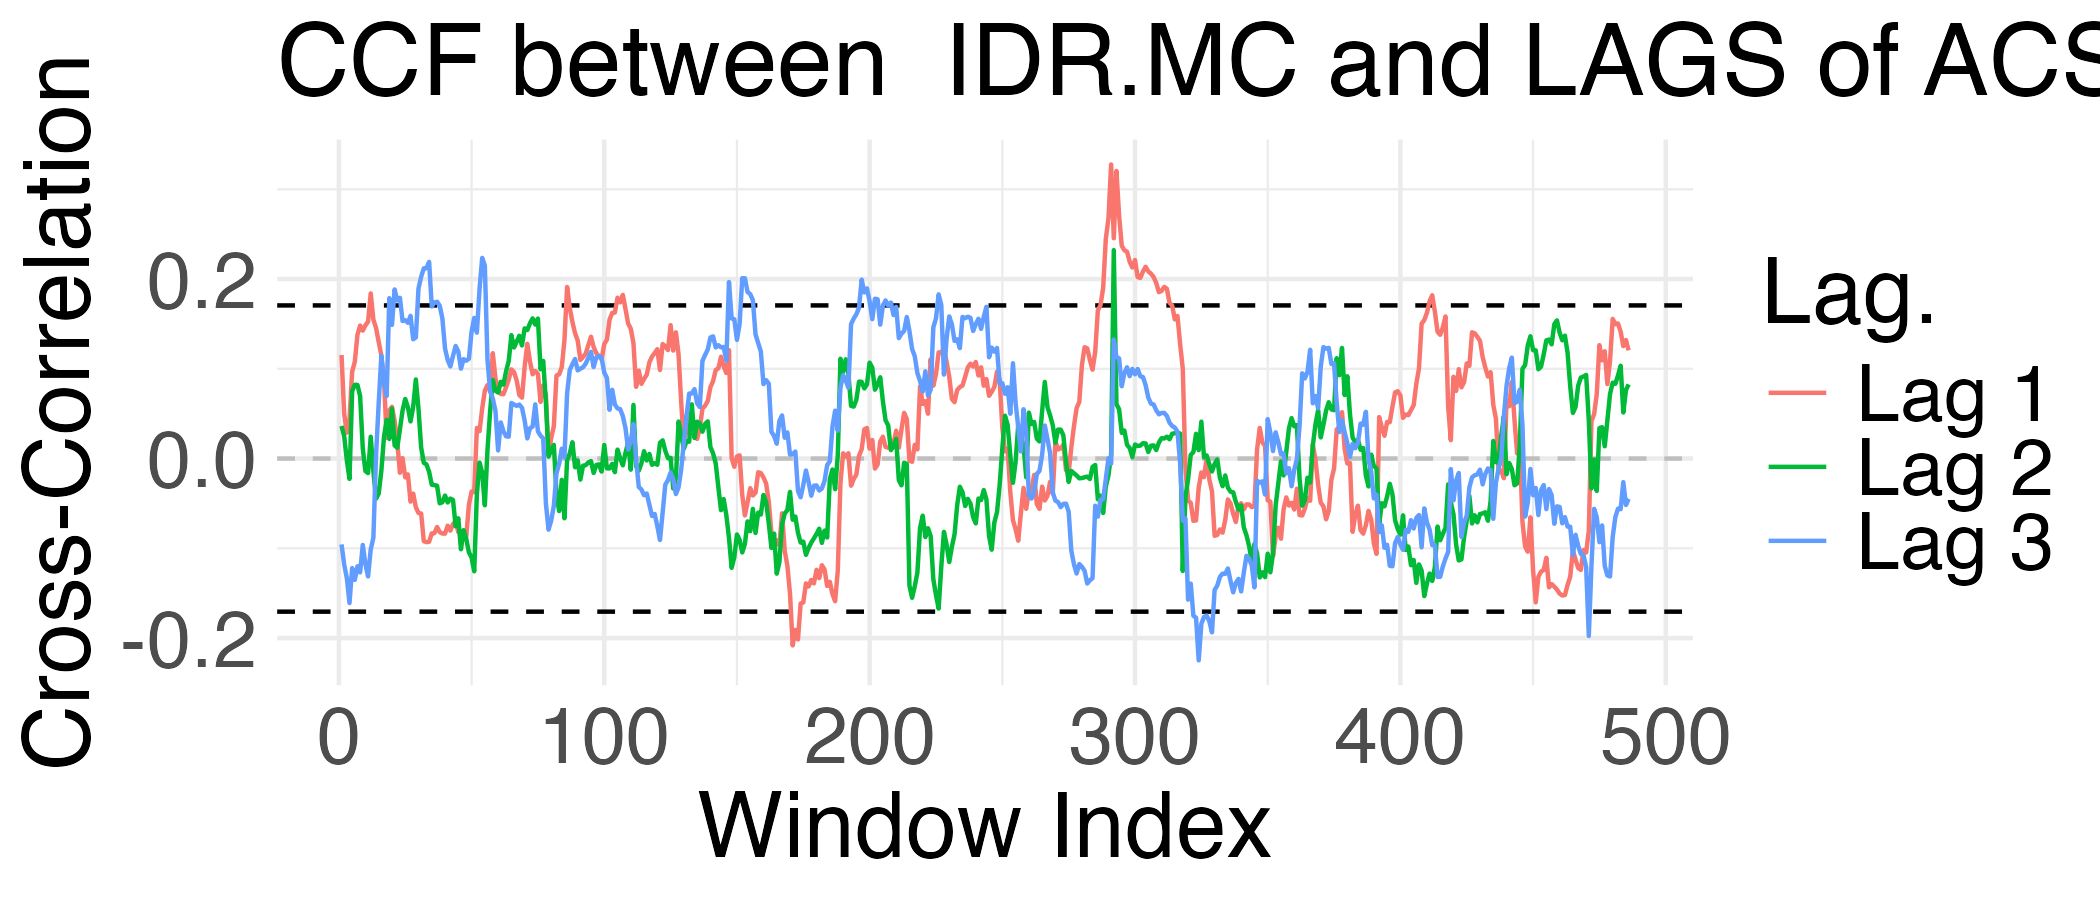 CCF between IDR.MC and LAGS of ACS
Cross-Correlation
0.2
0.0
-0.2
0
100
200
300
400
500
Window Index
Lag.
Lag 1
Lag 2
Lag 3